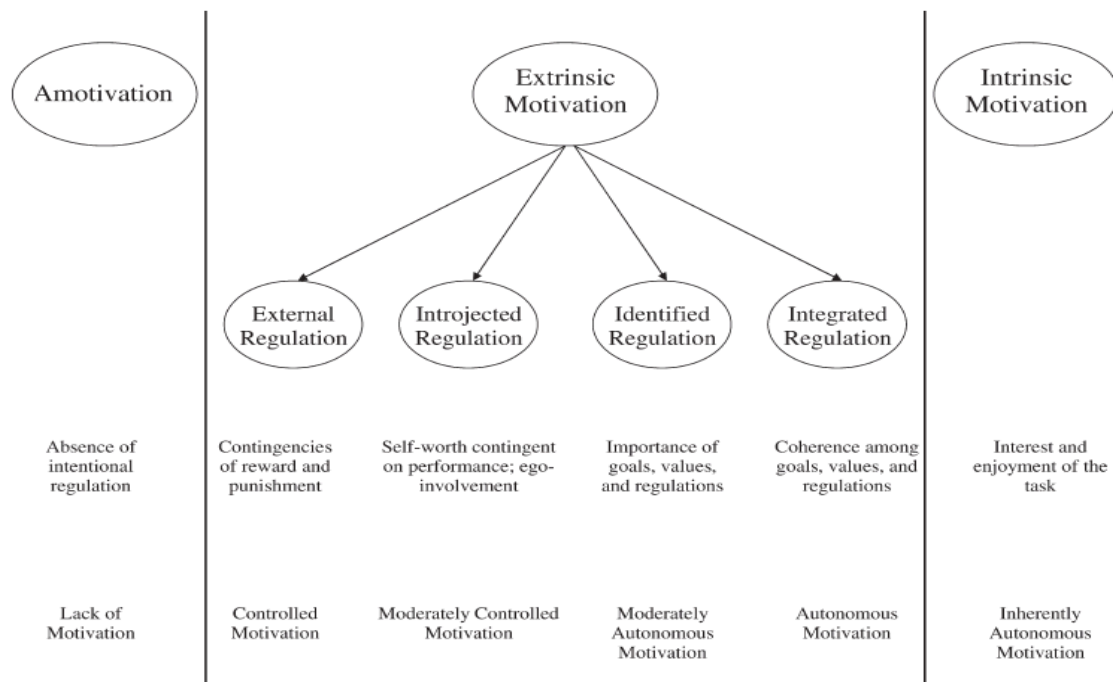 Amotivation
Extrinsic
Motivation
Intrinsic
Motivation
External
Regulation
Introjected
Regulation
Identified
Regulation
Integrated
Regulation
Absence of
intentional
regulation
Contingencies
of reward and
punishment
Self-worth contingent
on performance; ego-
involvement
Importance of
goals, values,
and regulations
Coherence among
goals, values, and
regulations
Interest and
enjoyment of the
task
Lack of
Motivation
Controlled
Motivation
Moderately Controlled
Motivation
Moderately
Autonomous
Motivation
Autonomous
Motivation
Inherently
Autonomous
Motivation